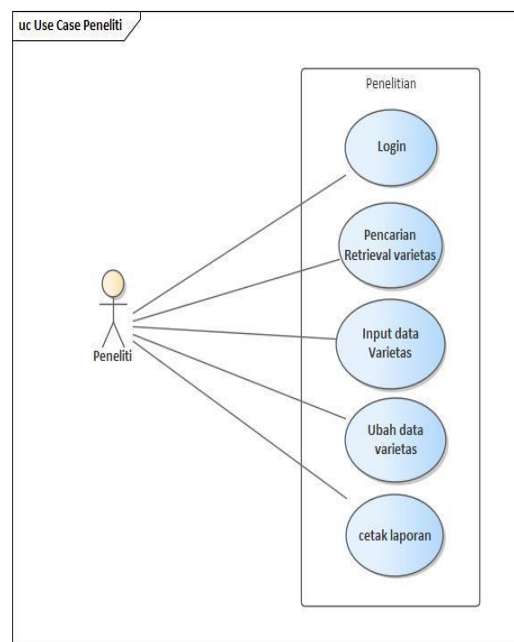 uc Use Case Peneliti
Penelitian
Login
Pencarian
Retrieval varietas
Input data
Varietas
Peneliti
Ubah data
varietas
cetak laporan